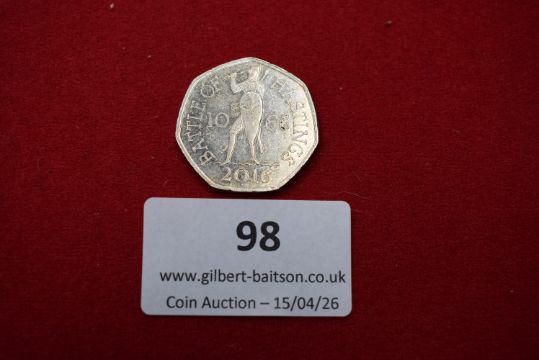 BATTLE OF HASTINGS
1066
2016
98
www.gilbert-baitson.co.uk
Coin Auction – 15/04/26